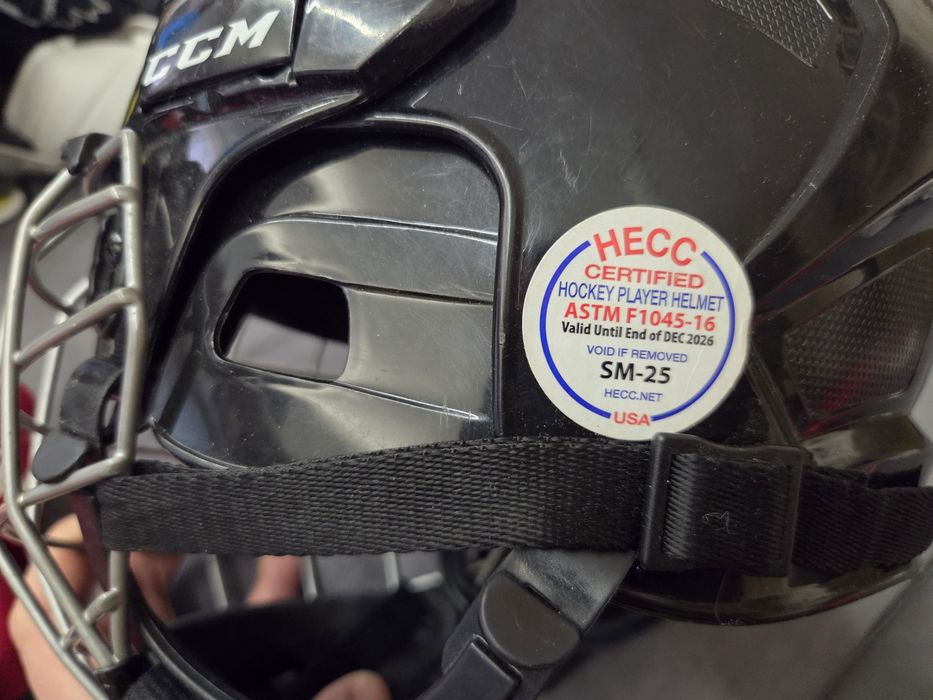 CCM
HECC
CERTIFIED
HOCKEY PLAYER HELMET
ASTM F1045-16
Valid Until End of DEC 2026
VOID IF REMOVED
SM-25
HECC.NET
USA